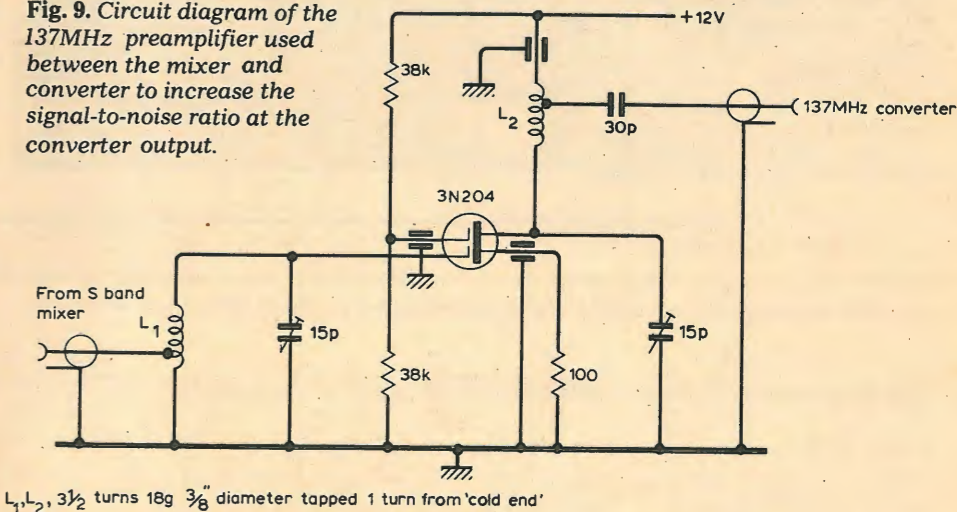 Fig. 9. Circuit diagram of the
137MHz preamplifier used
between the mixer and
converter to increase the
signal-to-noise ratio at the
converter output.
+12V
38k
L2
30p
137MHz converter
3N204
From S band
mixer
L1
15p
38k
100
15p
L1,L2, 3½ turns 18g ⅜" diameter tapped 1 turn from 'cold end'